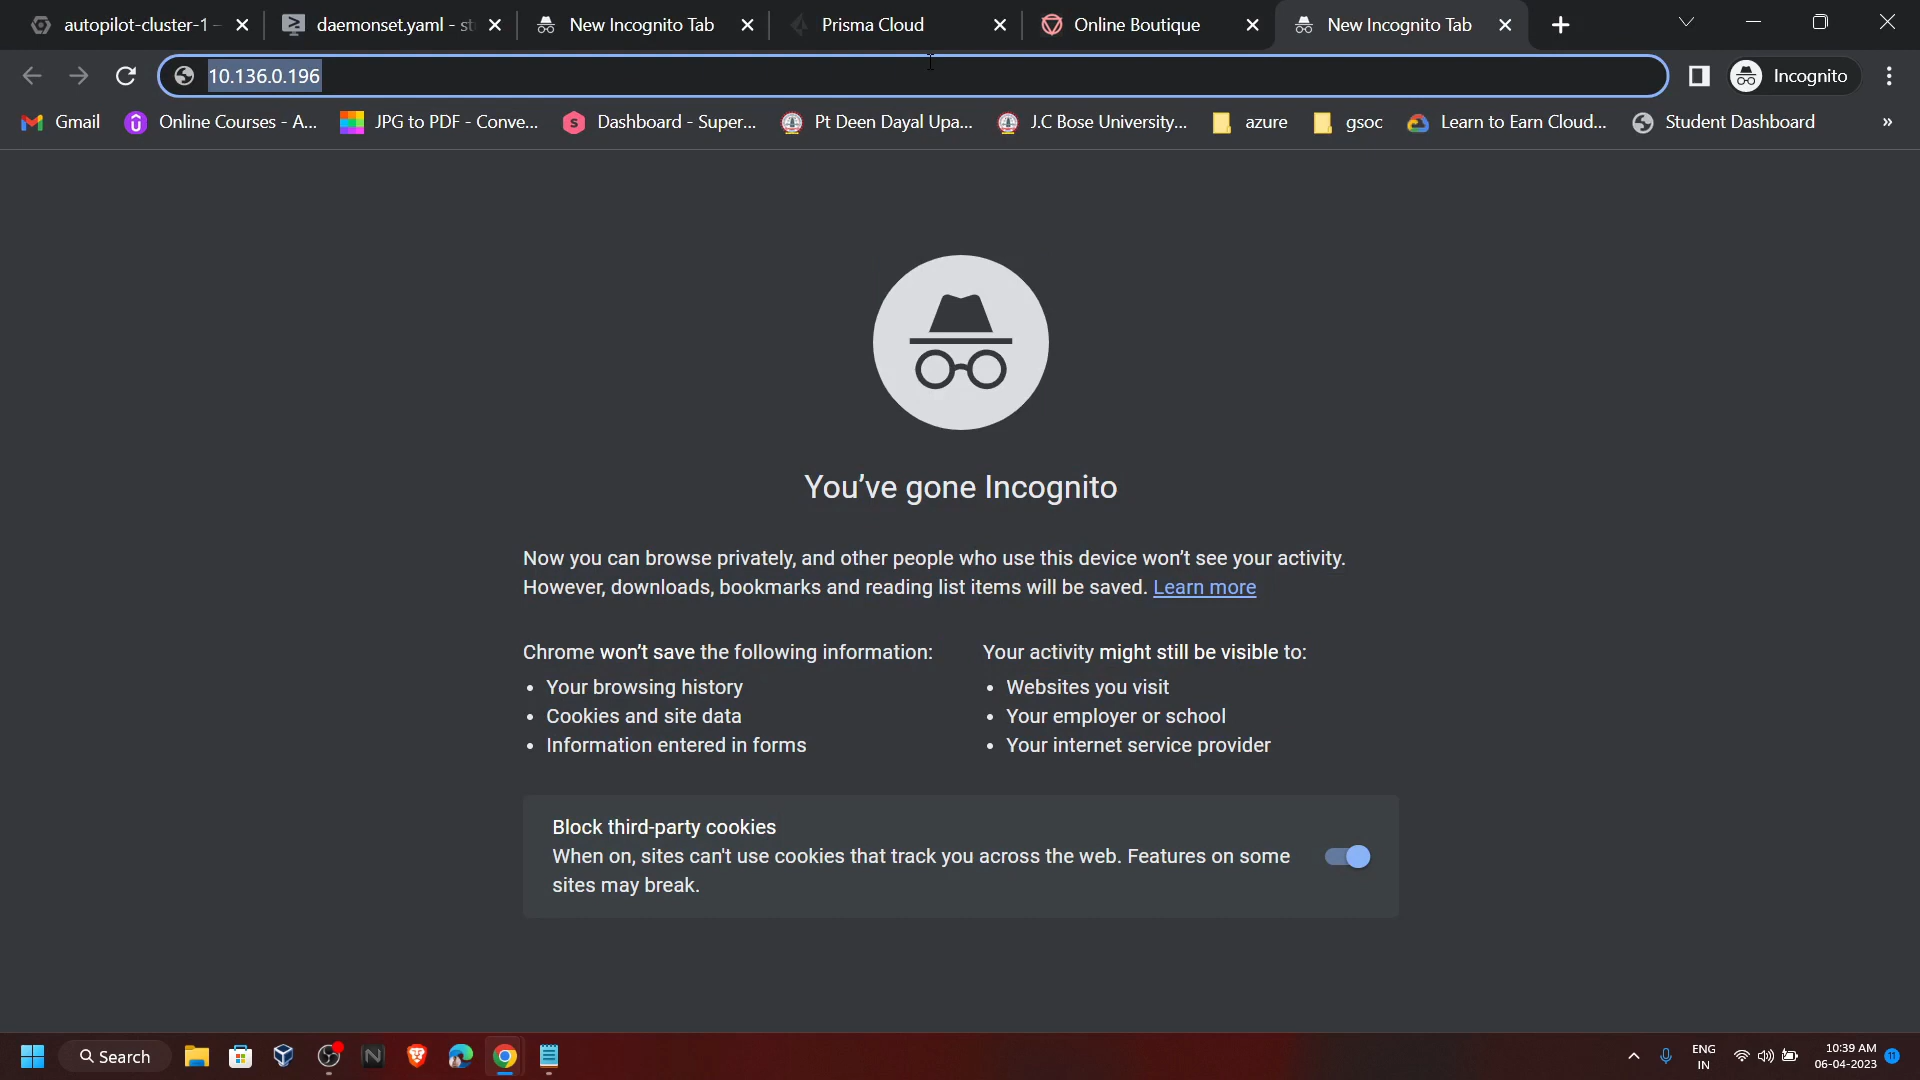 autopilot-cluster-1 -
daemonset.yaml - st
New Incognito Tab
Prisma Cloud
Online Boutique
New Incognito Tab
10.136.0.196
Incognito
Gmail
Online Courses - A...
JPG to PDF - Conve...
Dashboard - Super...
Pt Deen Dayal Upa...
J.C Bose University...
azure
gsoc
Learn to Earn Cloud...
Student Dashboard
»
You've gone Incognito
Now you can browse privately, and other people who use this device won't see your activity.
However, downloads, bookmarks and reading list items will be saved. Learn more
Chrome won't save the following information:
• Your browsing history
• Cookies and site data
• Information entered in forms
Your activity might still be visible to:
• Websites you visit
• Your employer or school
• Your internet service provider
Block third-party cookies
When on, sites can't use cookies that track you across the web. Features on some
sites may break.
Search
ENG
IN
10:39 AM
06-04-2023
11